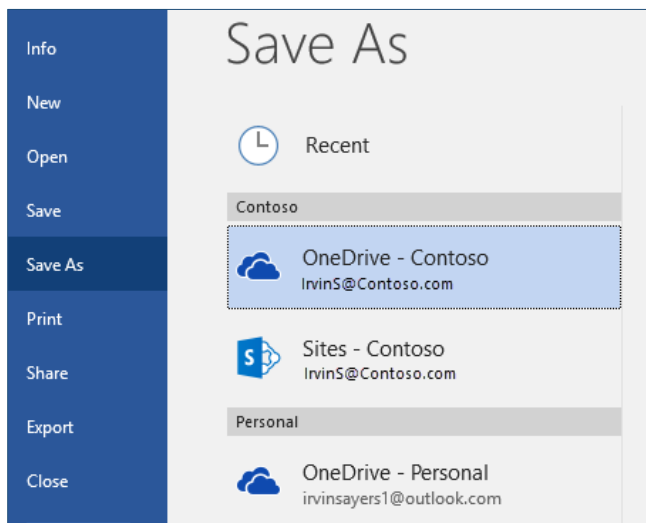 Info
New
Open
Save
Save As
Print
Share
Export
Close
Save As
Recent
Contoso
OneDrive - Contoso
IrvinS@Contoso.com
S
Sites - Contoso
IrvinS@Contoso.com
Personal
OneDrive - Personal
irvinsayers1@outlook.com